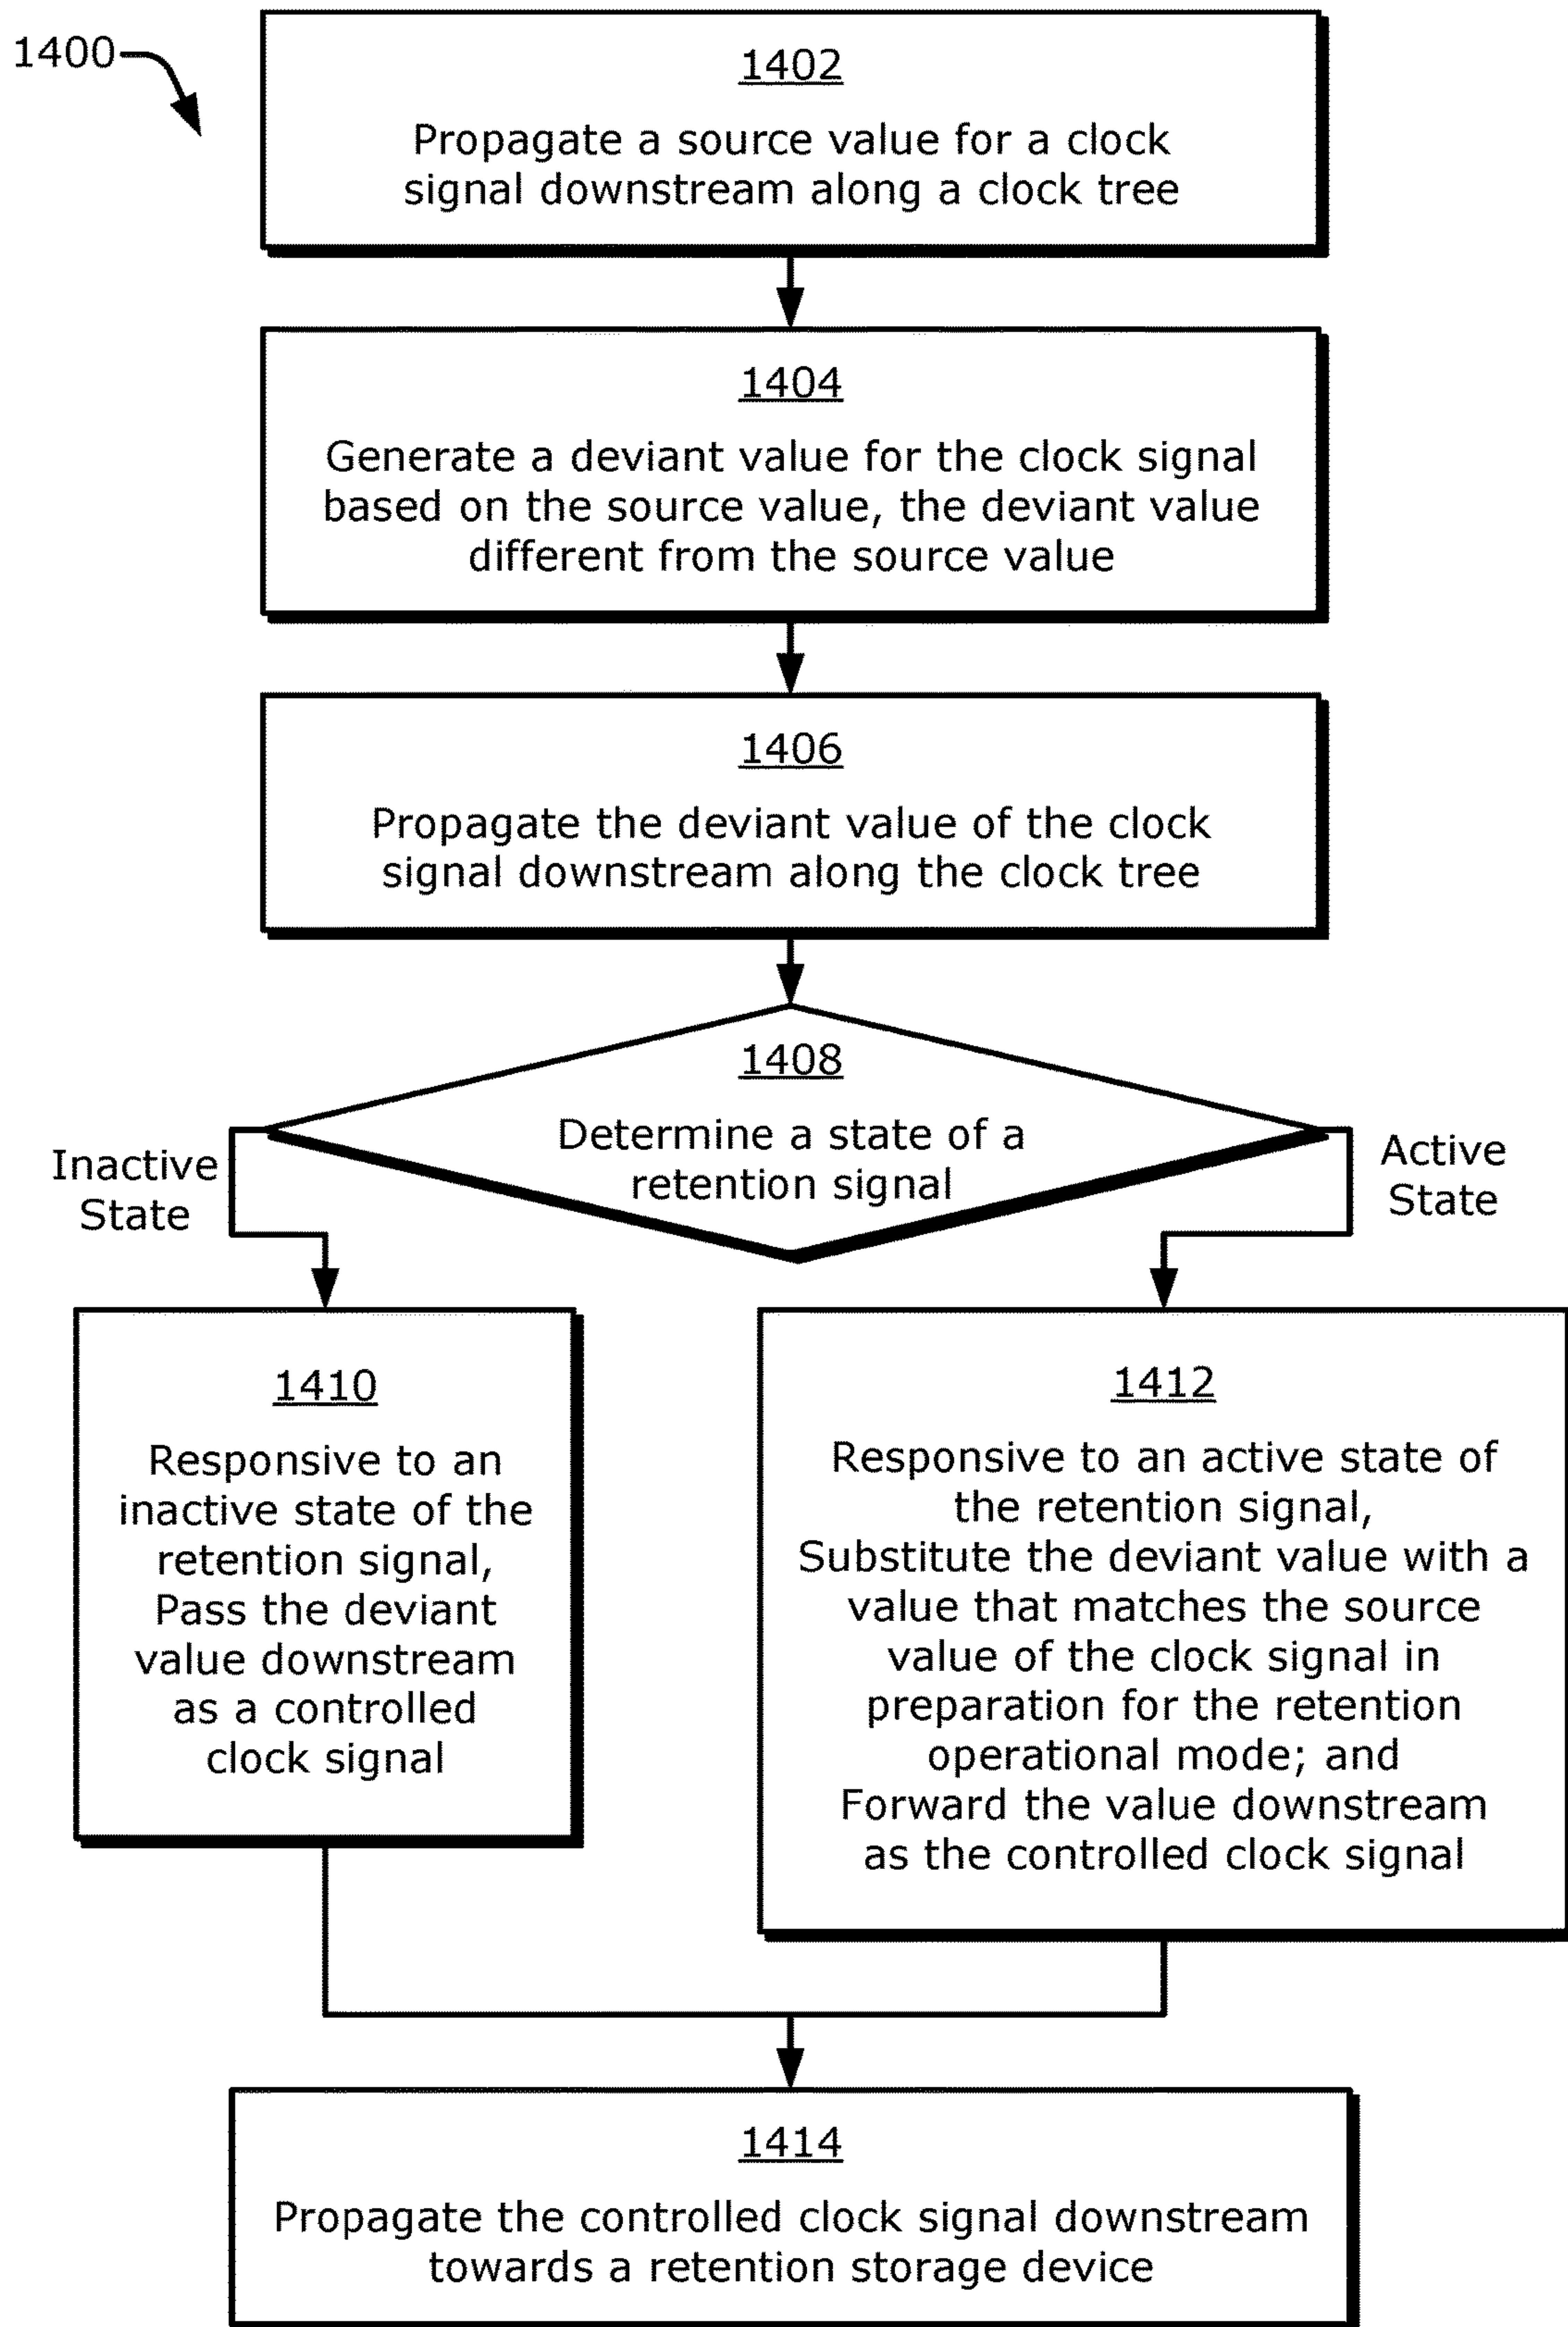 1400
1402
Propagate a source value for a clock
signal downstream along a clock tree
1404
Generate a deviant value for the clock signal
based on the source value, the deviant value
different from the source value
1406
Propagate the deviant value of the clock
signal downstream along the clock tree
1408
Determine a state of a
retention signal
Inactive
State
Active
State
1410
Responsive to an
inactive state of the
retention signal,
Pass the deviant
value downstream
as a controlled
clock signal
1412
Responsive to an active state of
the retention signal,
Substitute the deviant value with a
value that matches the source
value of the clock signal in
preparation for the retention
operational mode; and
Forward the value downstream
as the controlled clock signal
1414
Propagate the controlled clock signal downstream
towards a retention storage device